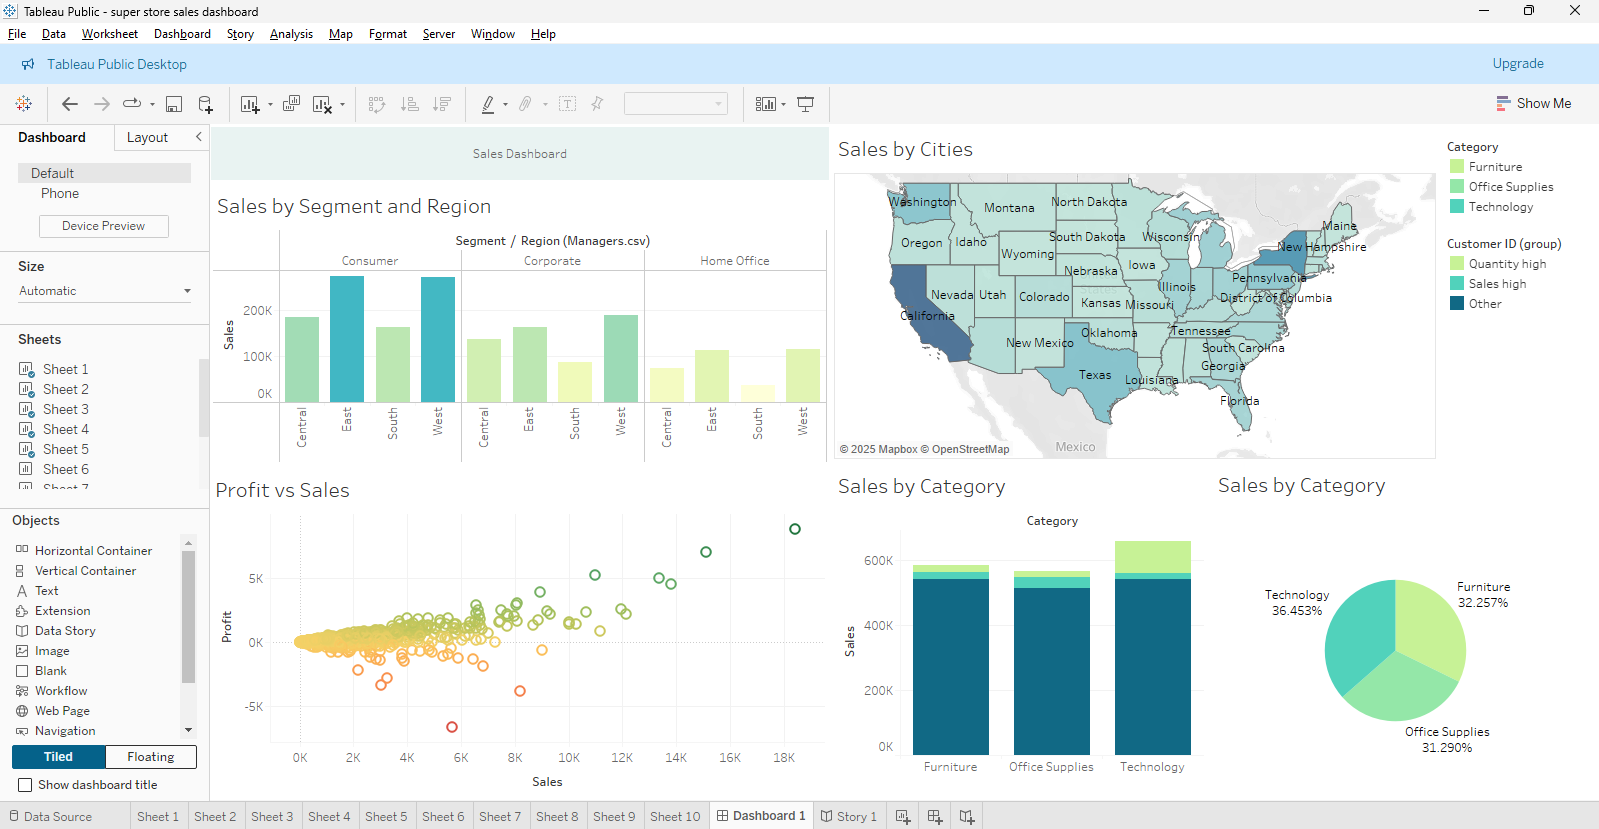 Tableau Public - super store sales dashboard
File Data Worksheet Dashboard Story Analysis Map Format Server Window Help
Tableau Public Desktop
Upgrade
Show Me
Dashboard
Layout
Default
Phone
Device Preview
Size
Automatic
Sheets
Sheet 1
Sheet 2
Sheet 3
Sheet 4
Sheet 5
Sheet 6
Sheet 7
Objects
Horizontal Container
Vertical Container
Text
Extension
Data Story
Image
Blank
Workflow
Web Page
Navigation
Tiled
Floating
Show dashboard title
Sales Dashboard
Sales by Segment and Region
Segment / Region (Managers.csv)
Consumer Corporate Home Office
Sales
200K
100K
0K
Central East South West Central East South West Central East South West
Sales by Cities
Washington
Montana
North Dakota
Maine
Oregon
Idaho
South Dakota
Wisconsin
New Hampshire
Wyoming
Iowa
Nebraska
Pennsylvania
Nevada
Utah
Colorado
Illinois
States
Kansas
Missouri
District of Columbia
California
Oklahoma
Tennessee
New Mexico
South Carolina
Georgia
Texas
Louisiana
Florida
Mexico
© 2025 Mapbox © OpenStreetMap
Category
Furniture
Office Supplies
Technology
Customer ID (group)
Quantity high
Sales high
Other
Profit vs Sales
Profit
5K
0K
-5K
0K 2K 4K 6K 8K 10K 12K 14K 16K 18K
Sales
Sales by Category
Category
Sales
600K
400K
200K
0K
Furniture Office Supplies Technology
Sales by Category
Technology
36.453%
Furniture
32.257%
Office Supplies
31.290%
Data Source Sheet 1 Sheet 2 Sheet 3 Sheet 4 Sheet 5 Sheet 6 Sheet 7 Sheet 8 Sheet 9 Sheet 10 Dashboard 1 Story 1